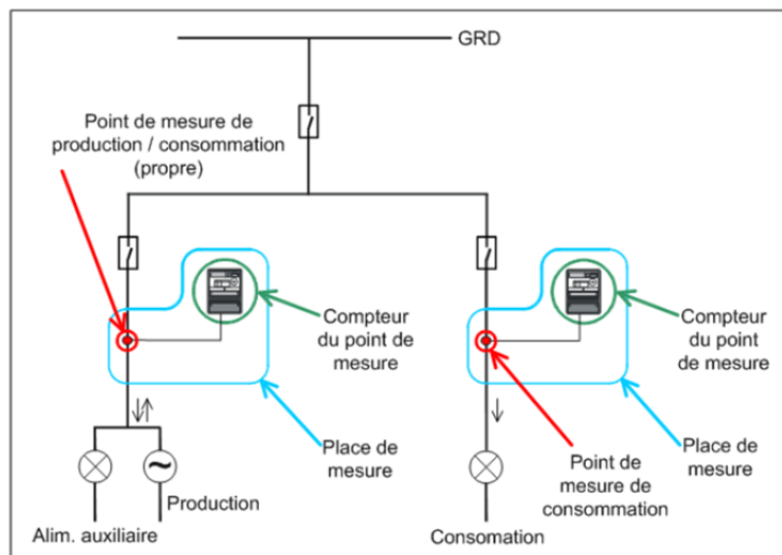 GRD
Point de mesure de
production / consommation
(propre)
Compteur
du point de
mesure
Compteur
du point
de mesure
Place de
mesure
Place de
mesure
Point de
mesure de
consommation
Production
Alim. auxiliaire
Consomation